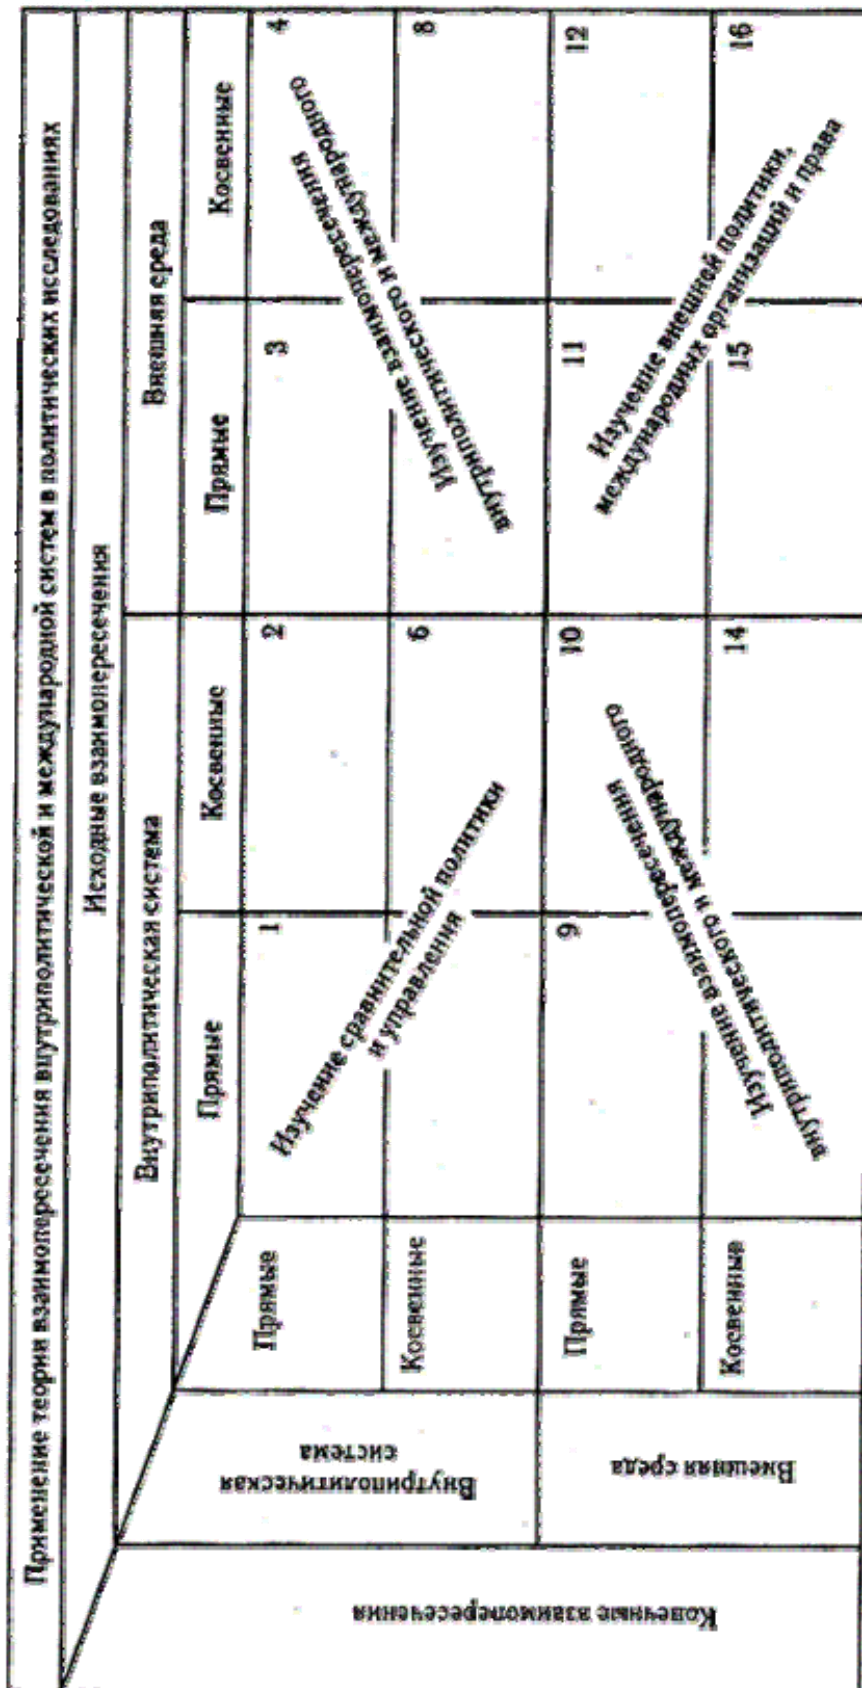 Применение теории взаимопересечения внутриполитической и международной систем в политических исследованиях
Исходные взаимопересечения
Внутриполитическая система
Внешняя среда
Прямые
Косвенные
Прямые
Косвенные
Конечные взаимопересечения
Внутриполитическая
система
Прямые
1
2
3
4
Косвенные
6
8
Изучение сравнительной политики
и управления
Изучение взаимопересечения
внутриполитического и международного
Внешняя среда
Прямые
9
10
11
12
Косвенные
14
15
16
Изучение взаимопересечения
внутриполитического и международного
Изучение внешней политики,
международных организаций и права